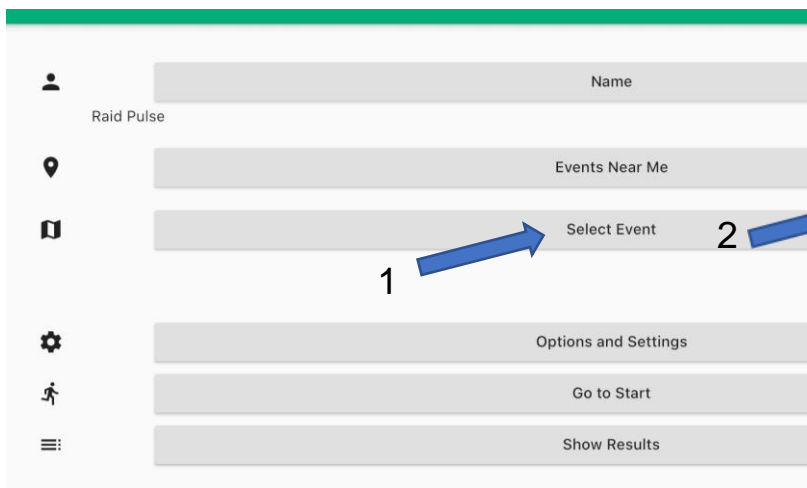 Name
Raid Pulse
Events Near Me
Select Event
2
1
Options and Settings
Go to Start
Show Results